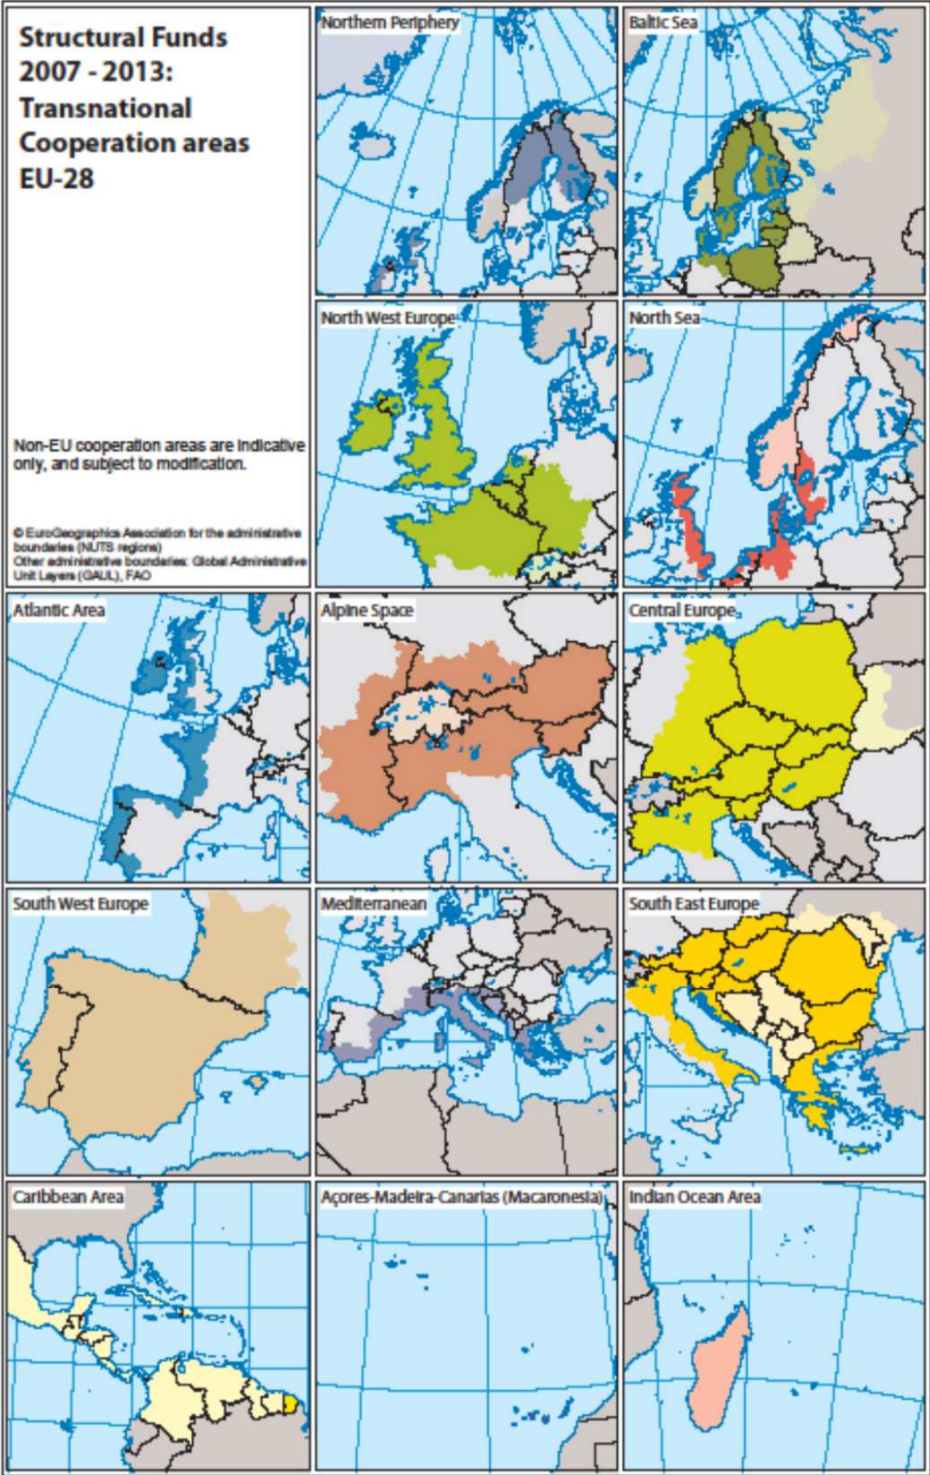 Structural Funds
2007 - 2013:
Transnational
Cooperation areas
EU-28
Non-EU cooperation areas are indicative
only, and subject to modification.
© EuroGeographics Association for the administrative
boundaries (NUTS regions)
Other administrative boundaries: Global Administrative
Unit Layers (GAUL), FAO
Northern Periphery
Baltic Sea
North West Europe
North Sea
Atlantic Area
Alpine Space
Central Europe
South West Europe
Mediterranean
South East Europe
Caribbean Area
Açores-Madeira-Canarias (Macaronesia)
Indian Ocean Area